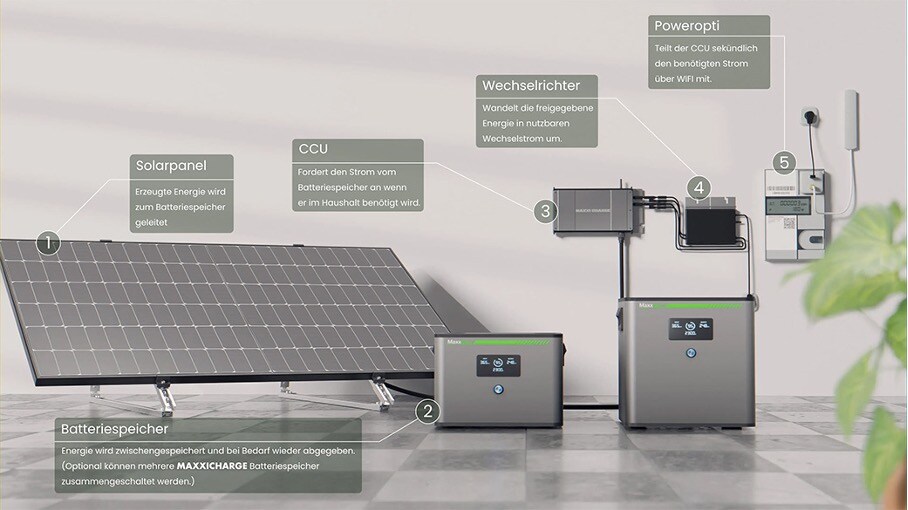 Poweropti
Teilt der CCU sekündlich
den benötigten Strom
über WIFI mit.
5
Wechselrichter
Wandelt die freigegebene
Energie in nutzbaren
Wechselstrom um.
4
CCU
Fordert den Strom vom
Batteriespeicher an wenn
er im Haushalt benötigt wird.
3
Solarpanel
Erzeugte Energie wird
zum Batteriespeicher
geleitet
1
Maxxi
Maxxi
2
Batteriespeicher
Energie wird zwischengespeichert und bei Bedarf wieder abgegeben.
(Optional können mehrere MAXXICHARGE Batteriespeicher
zusammengeschaltet werden.)